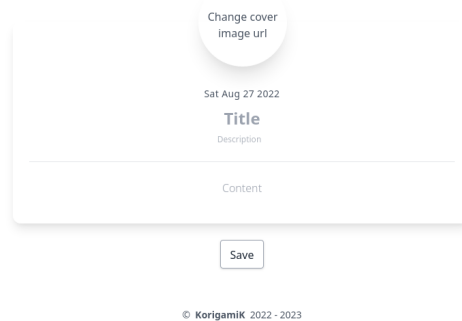 Change cover
image url
Sat Aug 27 2022
Title
Description
Content
Save
© KorigamiK 2022 - 2023